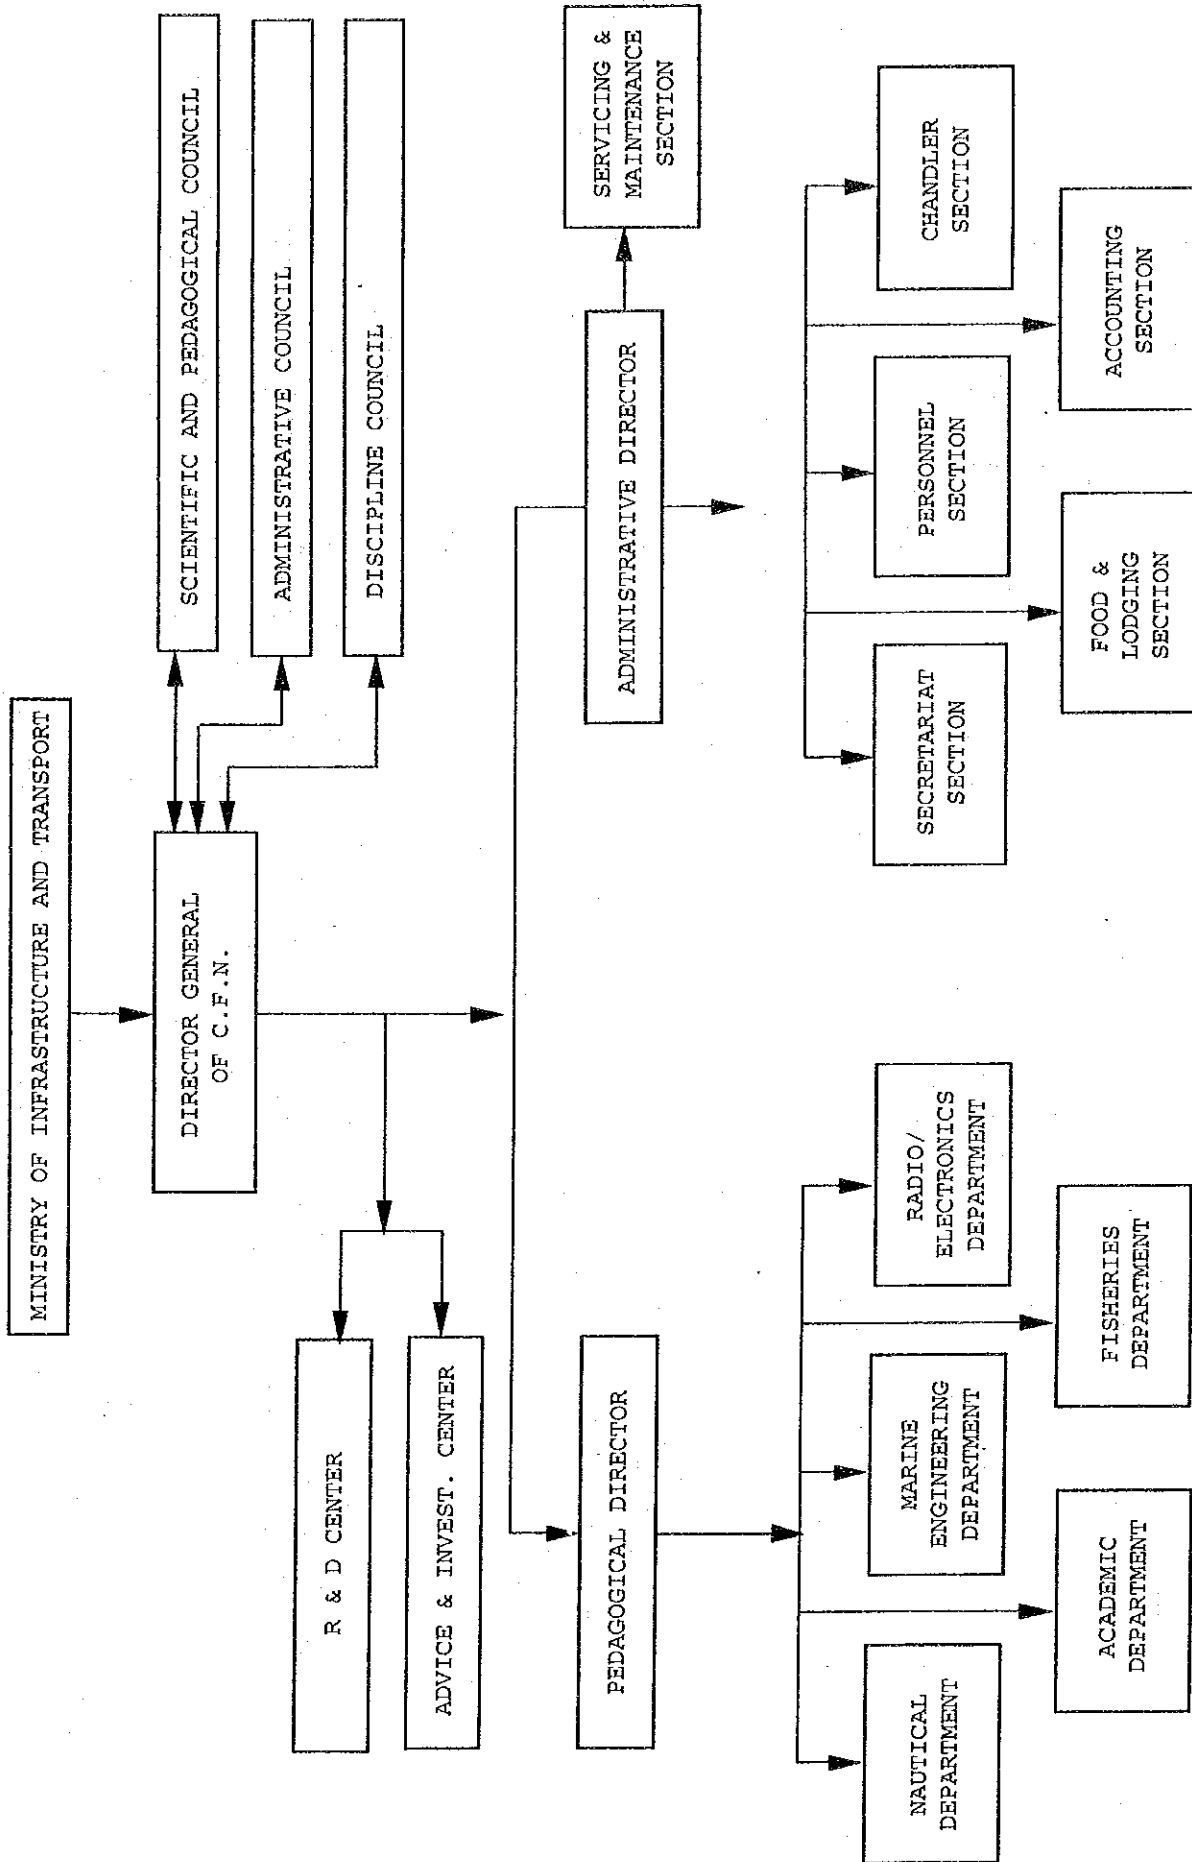 MINISTRY OF INFRASTRUCTURE AND TRANSPORT
DIRECTOR GENERAL
OF C.F.N.
SCIENTIFIC AND PEDAGOGICAL COUNCIL
ADMINISTRATIVE COUNCIL
DISCIPLINE COUNCIL
R & D CENTER
ADVICE & INVEST. CENTER
PEDAGOGICAL DIRECTOR
ADMINISTRATIVE DIRECTOR
SERVICING &
MAINTENANCE
SECTION
NAUTICAL
DEPARTMENT
MARINE
ENGINEERING
DEPARTMENT
RADIO/
ELECTRONICS
DEPARTMENT
ACADEMIC
DEPARTMENT
FISHERIES
DEPARTMENT
SECRETARIAT
SECTION
PERSONNEL
SECTION
CHANDLER
SECTION
FOOD &
LODGING
SECTION
ACCOUNTING
SECTION